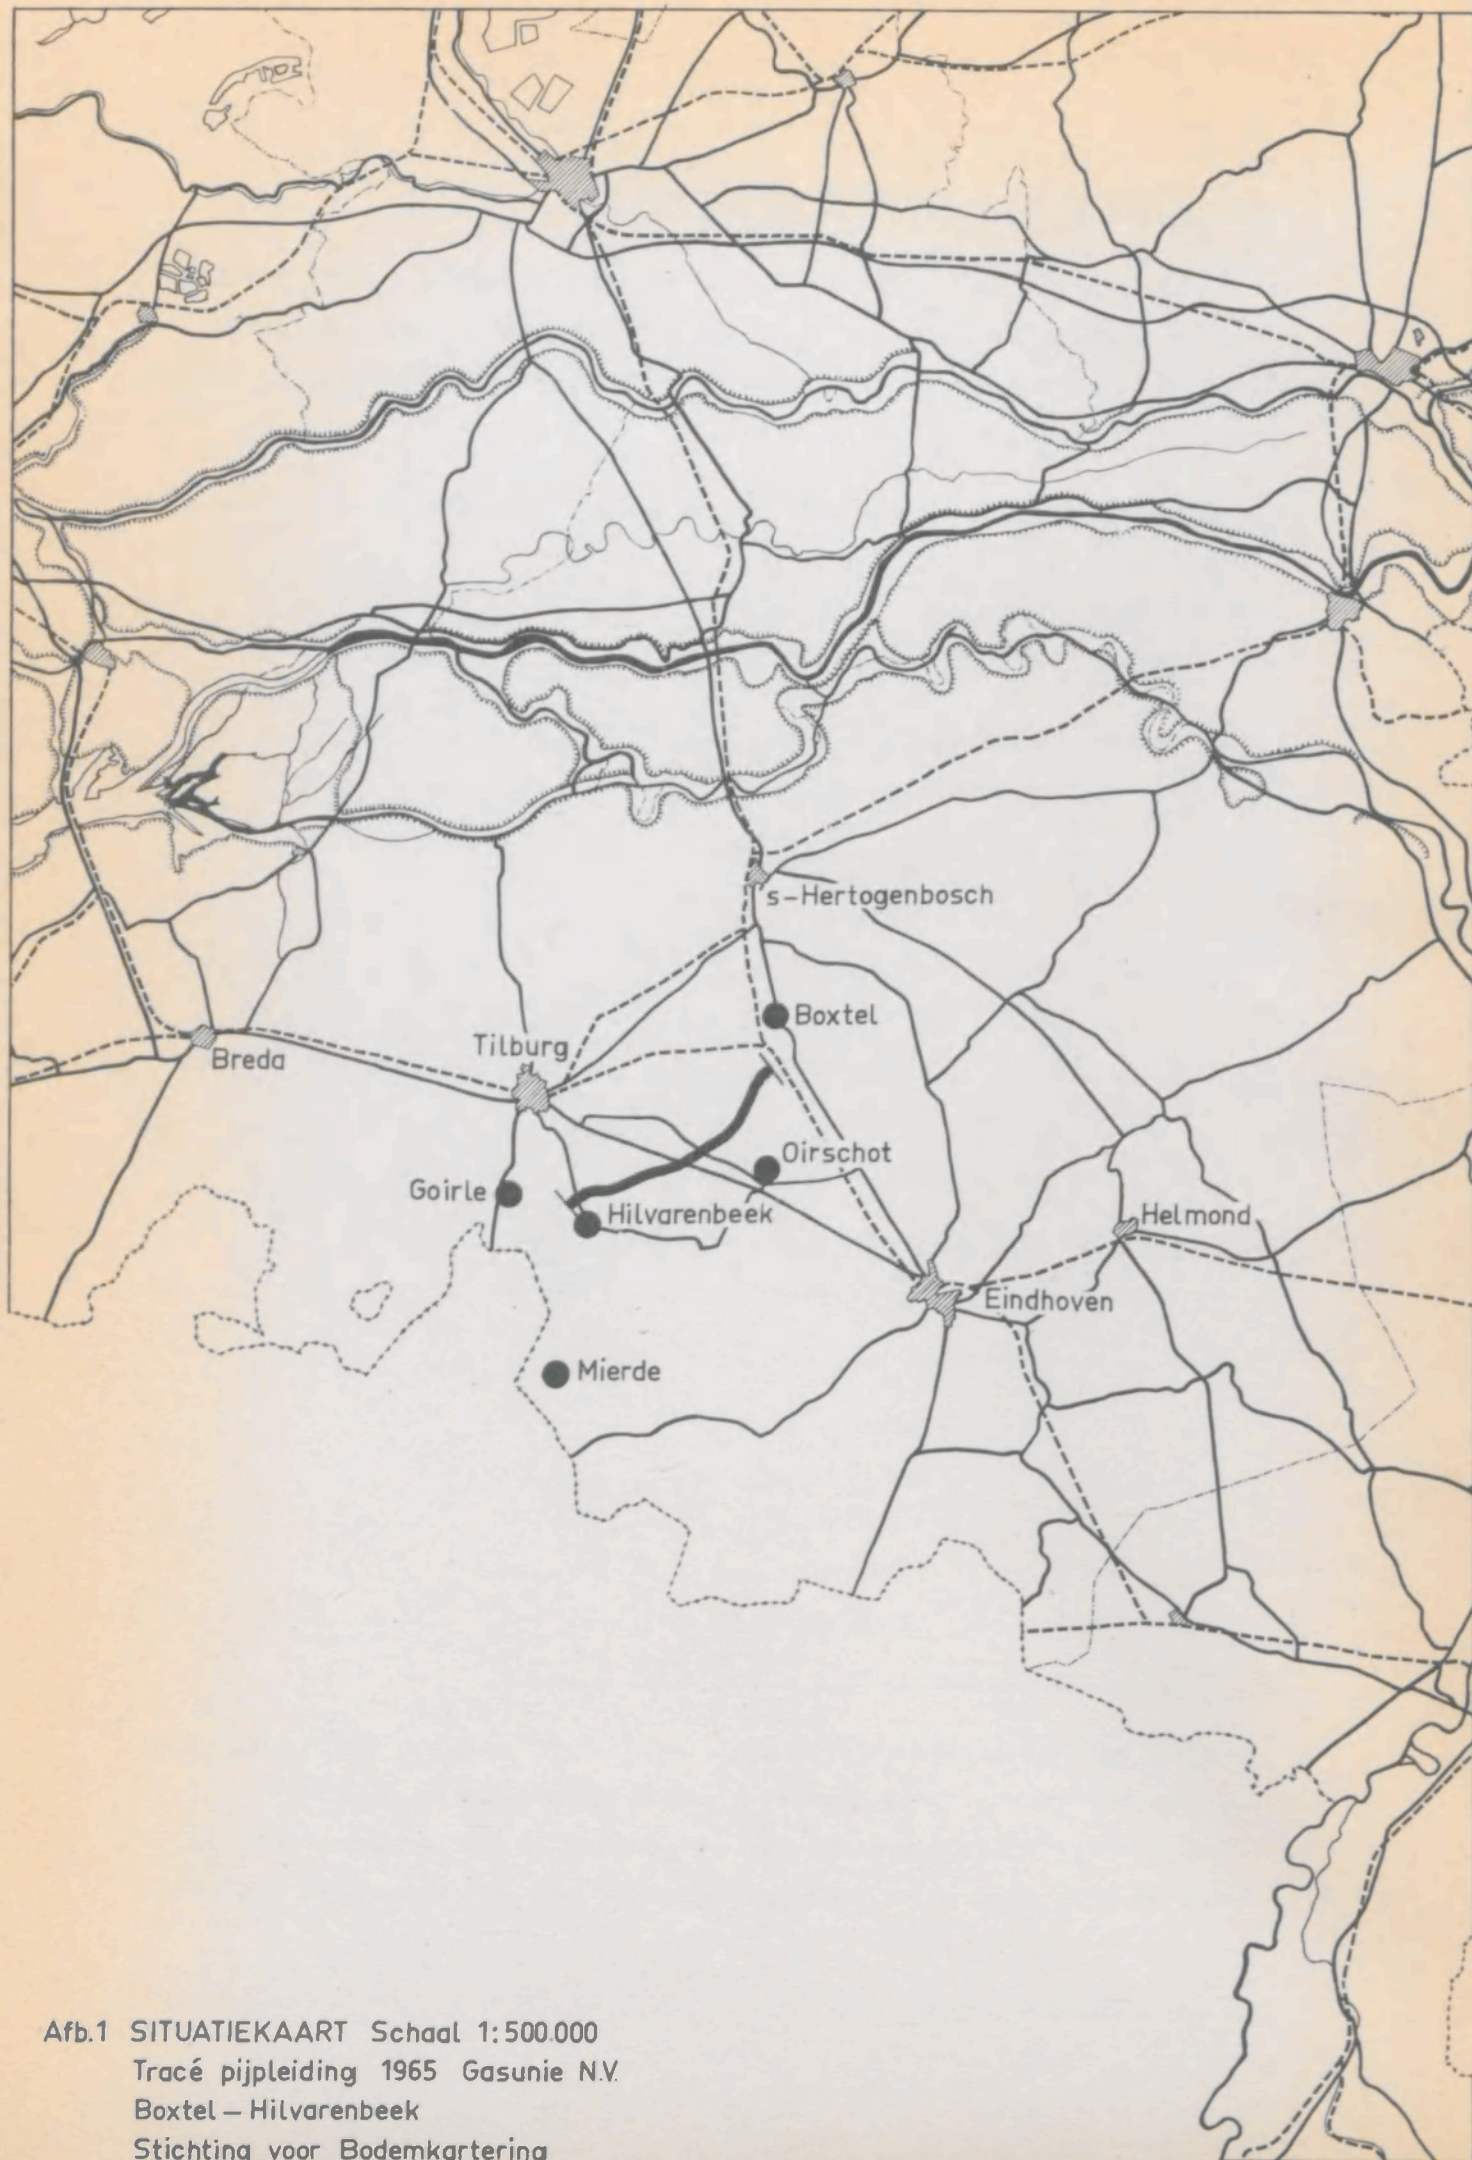 s-Hertogenbosch
Boxtel
Breda
Tilburg
Oirschot
Goirle
Hilvarenbeek
Helmond
Eindhoven
Mierde
Afb.1 SITUATIEKAART Schaal 1:500.000
Tracé pijpleiding 1965 Gasunie N.V.
Boxtel – Hilvarenbeek
Stichting voor Bodemkartering